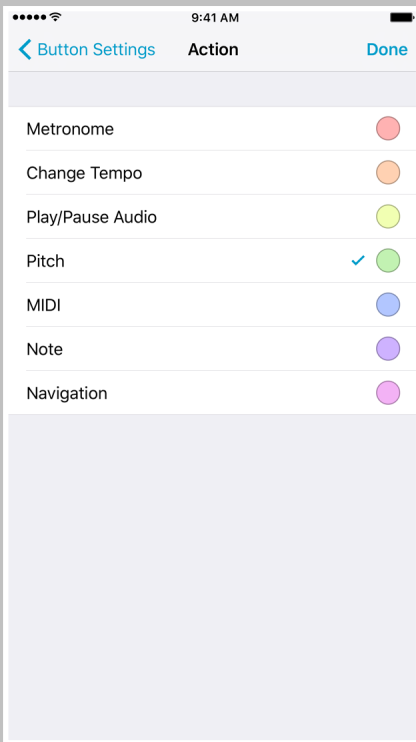 9:41 AM
Button Settings Action Done
Metronome
Change Tempo
Play/Pause Audio
Pitch
MIDI
Note
Navigation